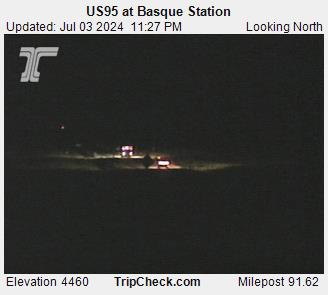 US95 at Basque Station
Updated: Jul 03 2024 11:27 PM Looking North
Elevation 4460 TripCheck.com Milepost 91.62